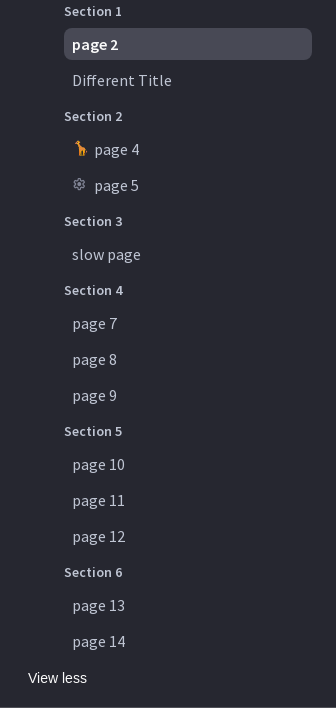 Section 1
page 2
Different Title
Section 2
page 4
page 5
Section 3
slow page
Section 4
page 7
page 8
page 9
Section 5
page 10
page 11
page 12
Section 6
page 13
page 14
View less